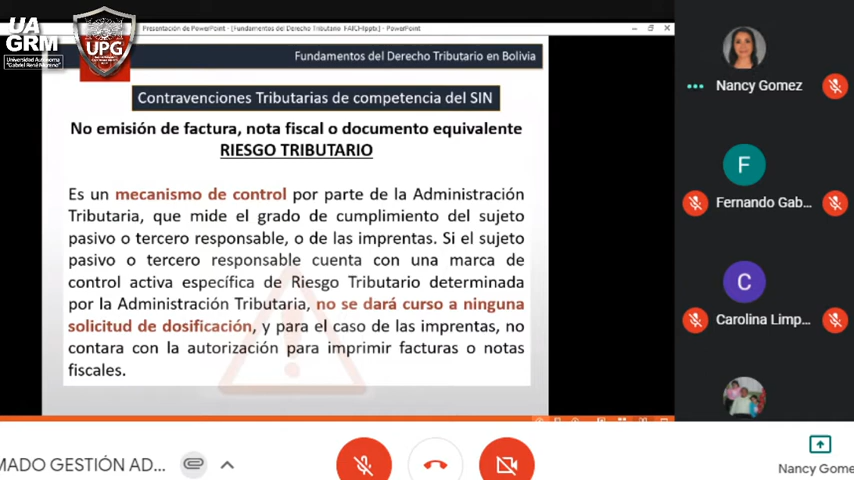 UA
GRM
Universidad Autónoma
"Gabriel René Moreno"
UPG
Presentación de PowerPoint - [Fundamentos del Derecho Tributario FAICHpptx] - PowerPoint
Fundamentos del Derecho Tributario en Bolivia
Contravenciones Tributarias de competencia del SIN
No emisión de factura, nota fiscal o documento equivalente
RIESGO TRIBUTARIO
Es un mecanismo de control por parte de la Administración
Tributaria, que mide el grado de cumplimiento del sujeto
pasivo o tercero responsable, o de las imprentas. Si el sujeto
pasivo o tercero responsable cuenta con una marca de
control activa específica de Riesgo Tributario determinada
por la Administración Tributaria, no se dará curso a ninguna
solicitud de dosificación, y para el caso de las imprentas, no
contara con la autorización para imprimir facturas o notas
fiscales.
Nancy Gomez
F
Fernando Gab...
C
Carolina Limp...
MADO GESTIÓN AD...
Nancy Gome